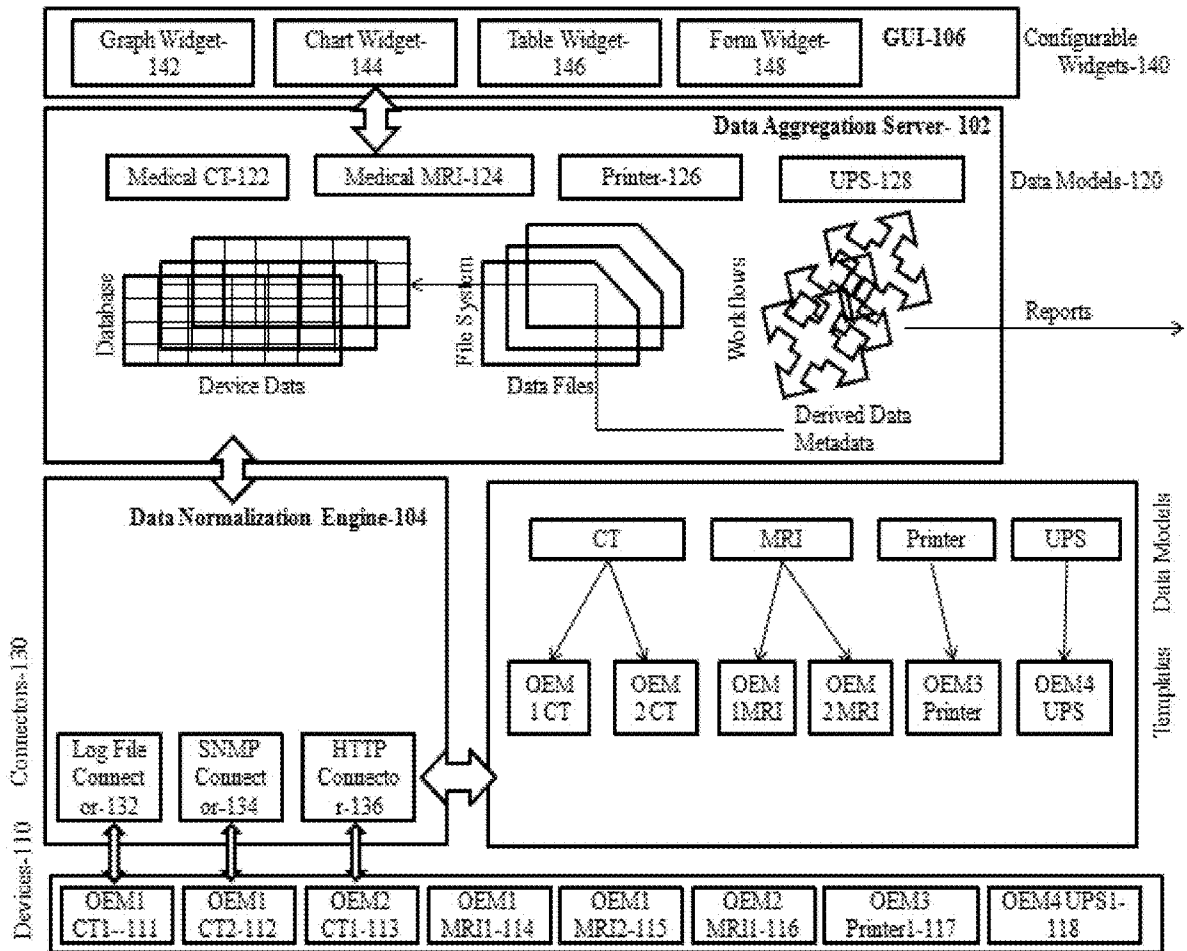 Graph Widget-
142
Chart Widget-
144
Table Widget-
146
Form Widget-
148
GUI-106
Configurable
Widgets-140
Data Aggregation Server- 102
Medical CT-122
Medical MRI-124
Printer-126
UPS-128
Data Models-120
Database
Device Data
File System
Data Files
Workflows
Derived Data
Metadata
Reports
Data Normalization Engine-104
CT
MRI
Printer
UPS
Data Models
OEM
1 CT
OEM
2 CT
OEM
1MRI
OEM
2 MRI
OEM3
Printer
OEM4
UPS
Templates
Connectors-130
Log File
Connect
or-132
SNMP
Connect
or-134
HTTP
Connecto
r-136
Devices-110
OEM1
CT1--111
OEM1
CT2-112
OEM2
CT1-113
OEM1
MRI1-114
OEM1
MRI2-115
OEM2
MRI1-116
OEM3
Printer1-117
OEM4 UPS1-
118